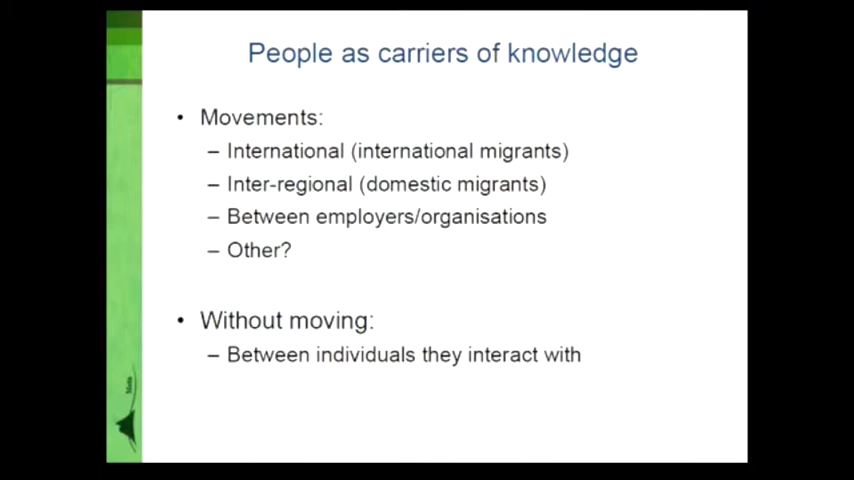 People as carriers of knowledge
• Movements:
– International (international migrants)
– Inter-regional (domestic migrants)
– Between employers/organisations
– Other?
• Without moving:
– Between individuals they interact with
Motu